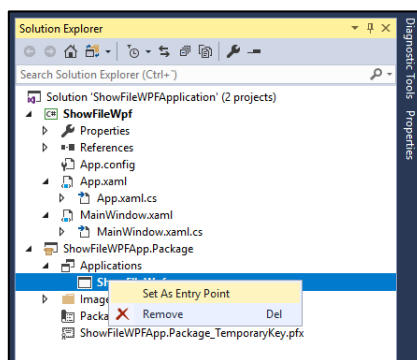 Solution Explorer
Search Solution Explorer (Ctrl+¨)
Solution 'ShowFileWPFApplication' (2 projects)
C# ShowFileWpf
Properties
References
App.config
App.xaml
App.xaml.cs
MainWindow.xaml
MainWindow.xaml.cs
ShowFileWPFApp.Package
Applications
Set As Entry Point
Remove Del
ShowFileWPFApp.Package_TemporaryKey.pfx
Diagnostic Tools
Properties